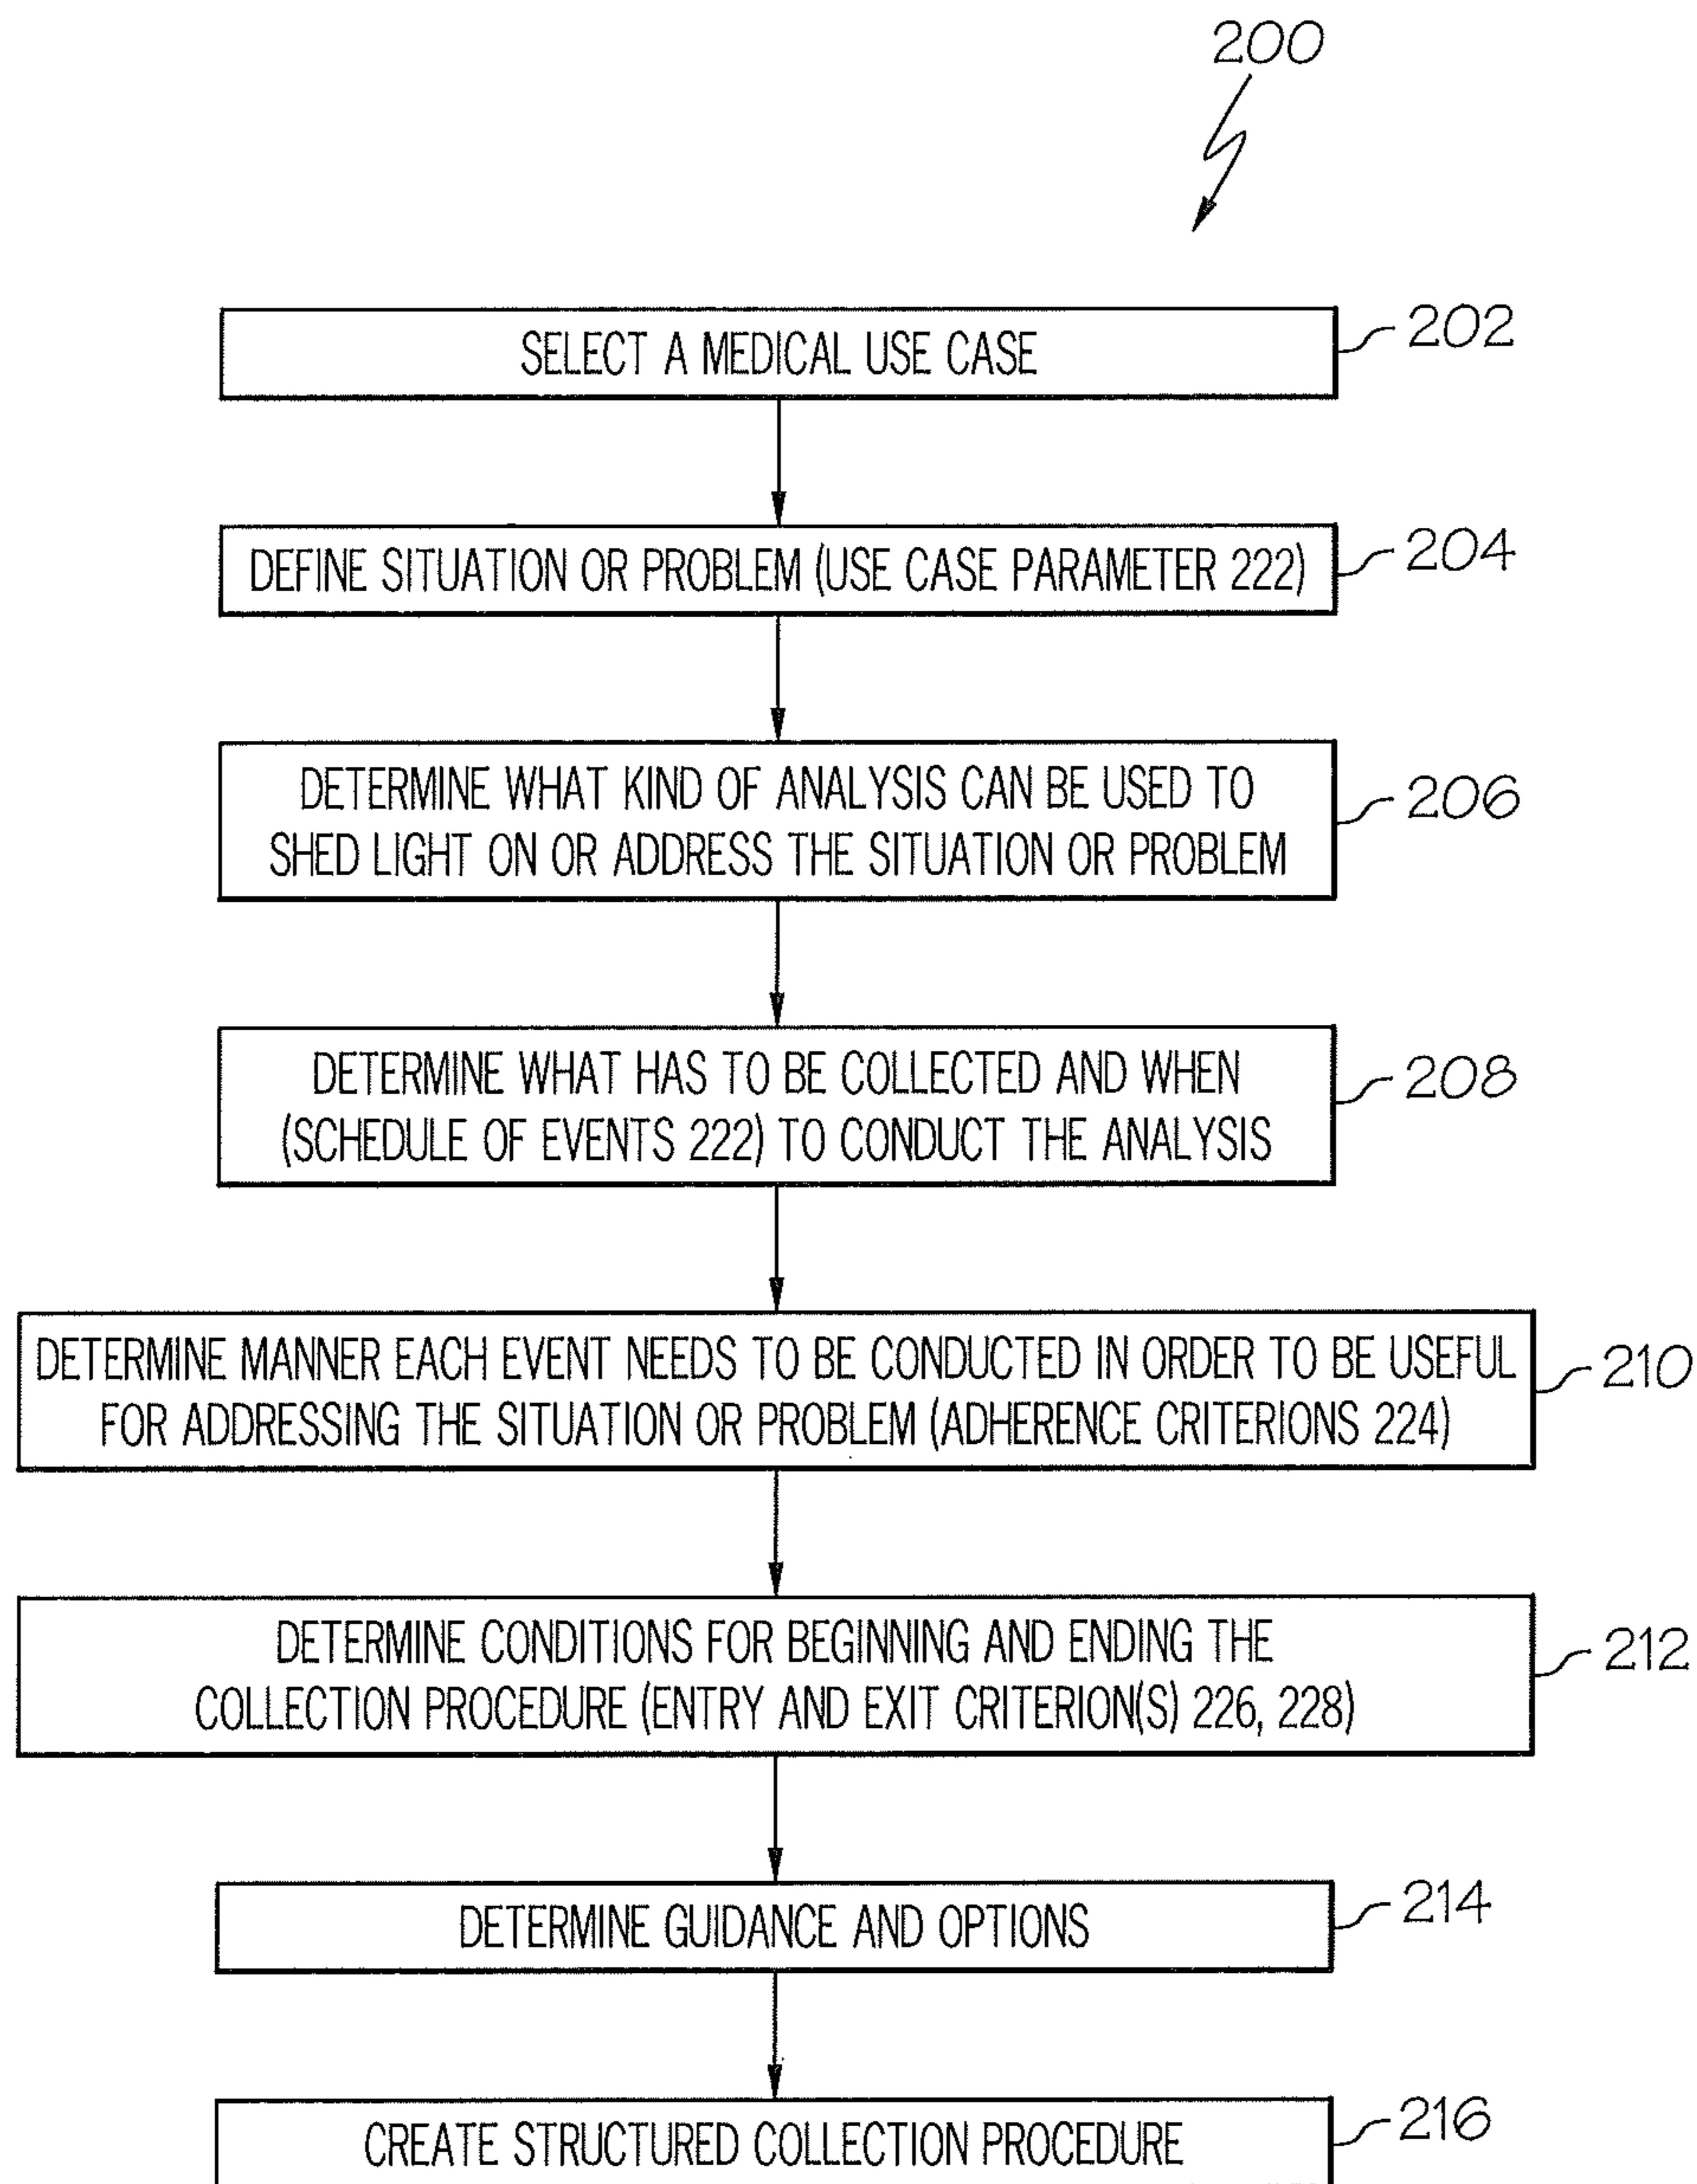 200
SELECT A MEDICAL USE CASE
202
DEFINE SITUATION OR PROBLEM (USE CASE PARAMETER 222)
204
DETERMINE WHAT KIND OF ANALYSIS CAN BE USED TO
SHED LIGHT ON OR ADDRESS THE SITUATION OR PROBLEM
206
DETERMINE WHAT HAS TO BE COLLECTED AND WHEN
(SCHEDULE OF EVENTS 222) TO CONDUCT THE ANALYSIS
208
DETERMINE MANNER EACH EVENT NEEDS TO BE CONDUCTED IN ORDER TO BE USEFUL
FOR ADDRESSING THE SITUATION OR PROBLEM (ADHERENCE CRITERIONS 224)
210
DETERMINE CONDITIONS FOR BEGINNING AND ENDING THE
COLLECTION PROCEDURE (ENTRY AND EXIT CRITERION(S) 226, 228)
212
DETERMINE GUIDANCE AND OPTIONS
214
CREATE STRUCTURED COLLECTION PROCEDURE
216